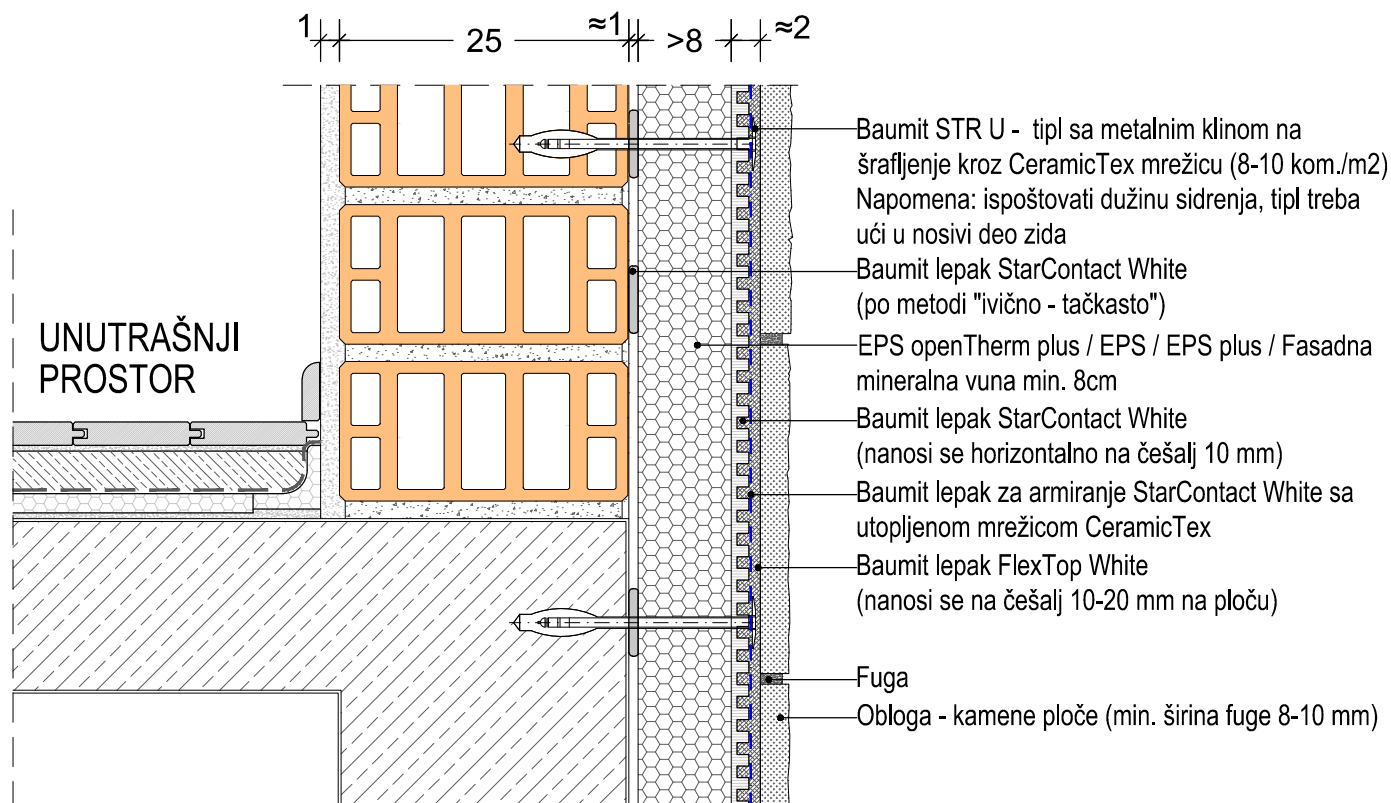 1
25
≈1
>8
≈2
Baumit STR U - tipl sa metalnim klinom na
šrafljenje kroz CeramicTex mrežicu (8-10 kom./m2)
Napomena: ispoštovati dužinu sidrenja, tipl treba
ući u nosivi deo zida
Baumit lepak StarContact White
(po metodi "ivično - tačkasto")
EPS openTherm plus / EPS / EPS plus / Fasadna
mineralna vuna min. 8cm
Baumit lepak StarContact White
(nanosi se horizontalno na češalj 10 mm)
Baumit lepak za armiranje StarContact White sa
utopljenom mrežicom CeramicTex
Baumit lepak FlexTop White
(nanosi se na češalj 10-20 mm na ploču)
Fuga
Obloga - kamene ploče (min. širina fuge 8-10 mm)
UNUTRAŠNJI
PROSTOR